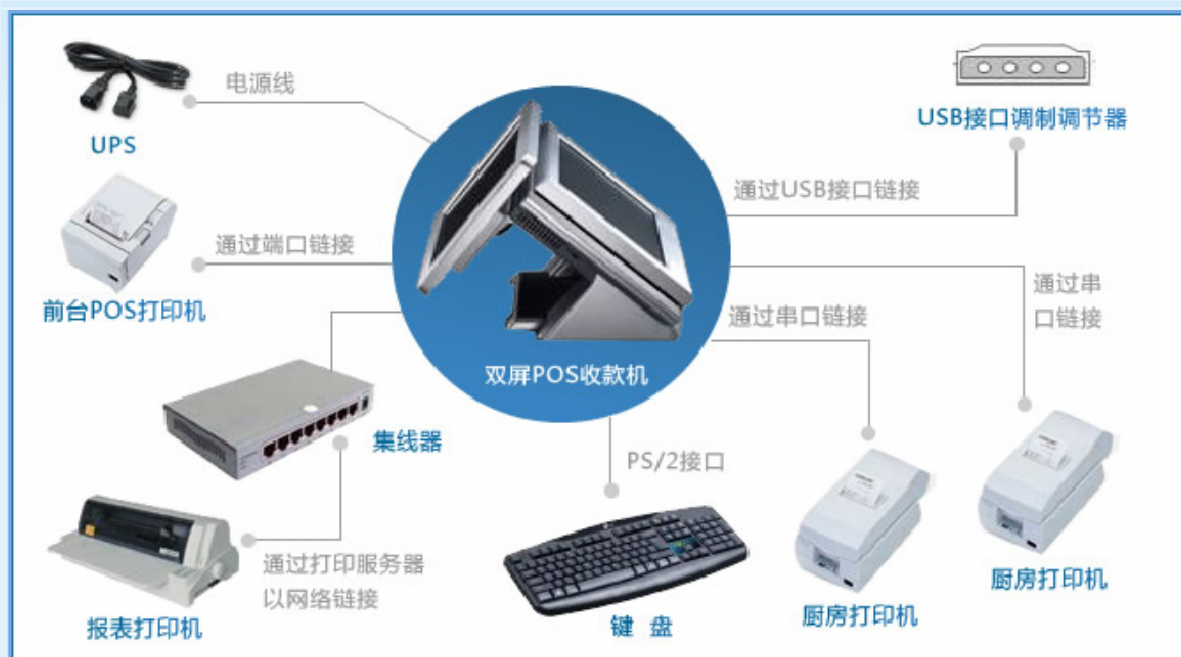 电源线
UPS
USB接口调制调节器
通过USB接口链接
通过端口链接
前台POS打印机
通过串
口链接
通过串口链接
双屏POS收款机
集线器
PS/2接口
通过打印服务器
以网络链接
报表打印机
键 盘
厨房打印机
厨房打印机